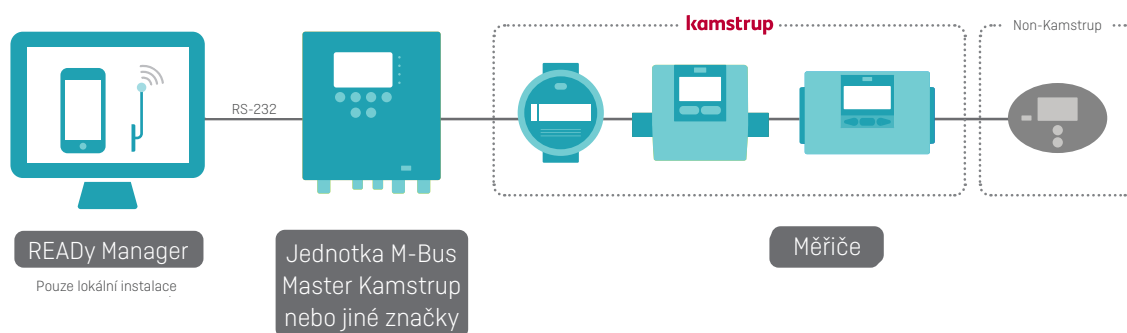 kamstrup
Non-Kamstrup
RS-232
READy Manager
Pouze lokální instalace
Jednotka M-Bus
Master Kamstrup
nebo jiné značky
Měřiče